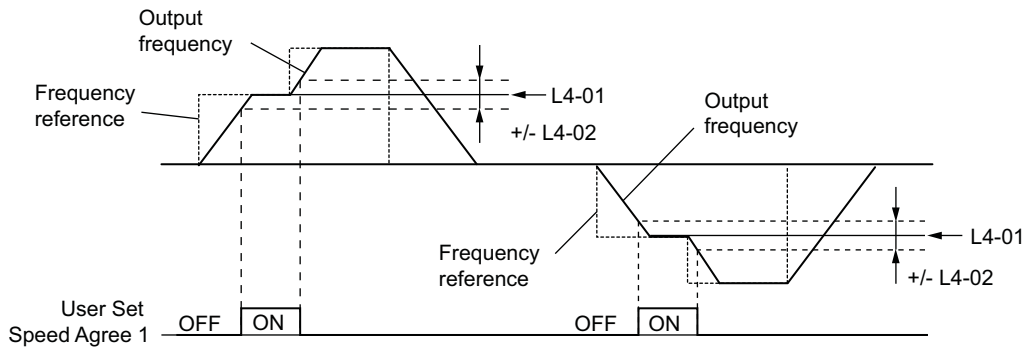 Output
frequency
Frequency
reference
L4-01
+/- L4-02
Output
frequency
Frequency
reference
L4-01
+/- L4-02
User Set
Speed Agree 1
OFF
ON
OFF
ON